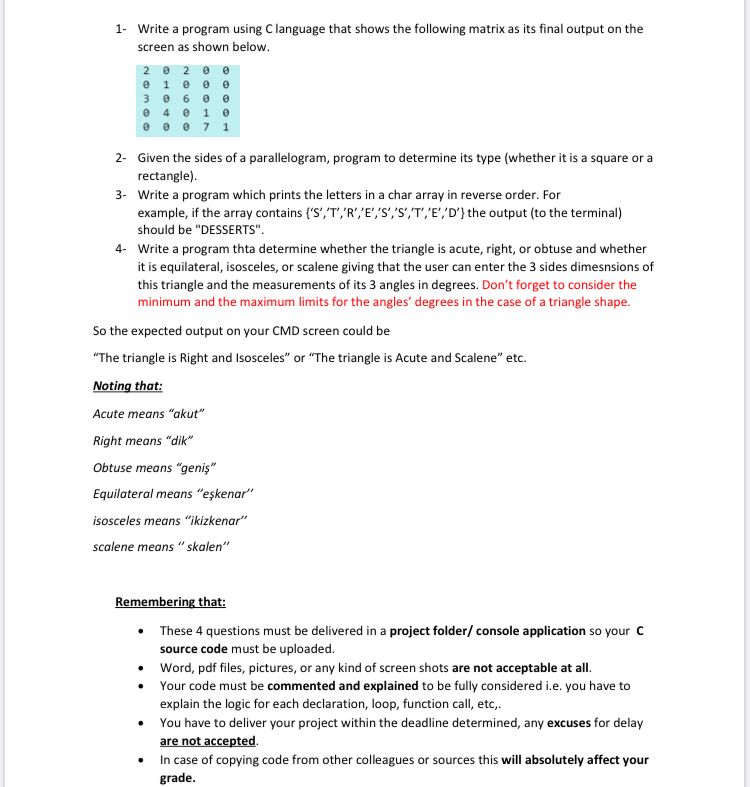 1- Write a program using C language that shows the following matrix as its final output on the
screen as shown below.
2 0 2 0 0
0 1 0 0 0
3 0 6 0 0
0 4 0 1 0
0 0 0 7 1
2- Given the sides of a parallelogram, program to determine its type (whether it is a square or a
rectangle).
3- Write a program which prints the letters in a char array in reverse order. For
example, if the array contains {‘S’,’T’,’R’,’E’,’S’,’S’,’T’,’E’,’D’} the output (to the terminal)
should be "DESSERTS".
4- Write a program thta determine whether the triangle is acute, right, or obtuse and whether
it is equilateral, isosceles, or scalene giving that the user can enter the 3 sides dimesnsions of
this triangle and the measurements of its 3 angles in degrees. Don’t forget to consider the
minimum and the maximum limits for the angles’ degrees in the case of a triangle shape.
So the expected output on your CMD screen could be
“The triangle is Right and Isosceles” or “The triangle is Acute and Scalene” etc.
Noting that:
Acute means “akut”
Right means “dik”
Obtuse means “geniş”
Equilateral means ‘’eşkenar’’
isosceles means ‘’ikizkenar’’
scalene means ‘’ skalen’’
Remembering that:
• These 4 questions must be delivered in a project folder/ console application so your C
source code must be uploaded.
• Word, pdf files, pictures, or any kind of screen shots are not acceptable at all.
• Your code must be commented and explained to be fully considered i.e. you have to
explain the logic for each declaration, loop, function call, etc,.
• You have to deliver your project within the deadline determined, any excuses for delay
are not accepted.
• In case of copying code from other colleagues or sources this will absolutely affect your
grade.